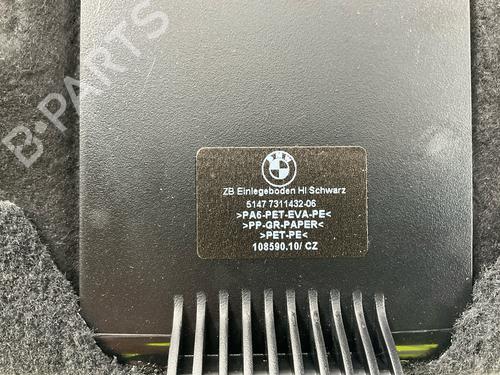 B-PARTS
BMW
ZB Einlegeboden HI Schwarz
5147 7311432-06
>PA6-PET-EVA-PE<
>PP-GR-PAPER<
>PET-PE<
108590.10/ CZ